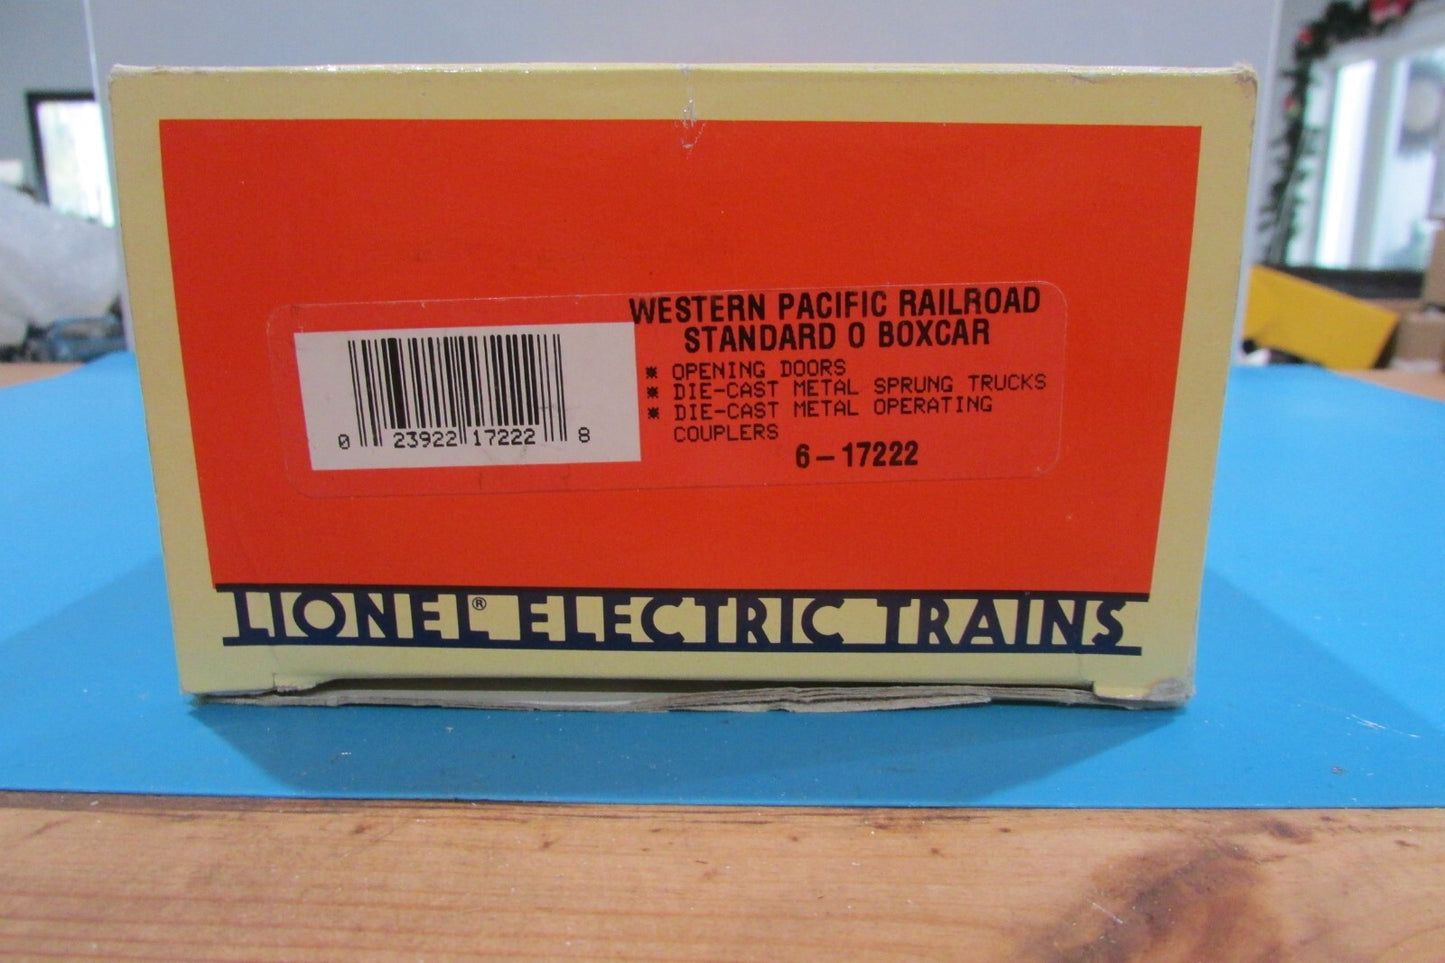 WESTERN PACIFIC RAILROAD
STANDARD O BOXCAR
* OPENING DOORS
* DIE-CAST METAL SPRUNG TRUCKS
* DIE-CAST METAL OPERATING
COUPLERS
6-17222
0 23922 17222 8
LIONEL® ELECTRIC TRAINS